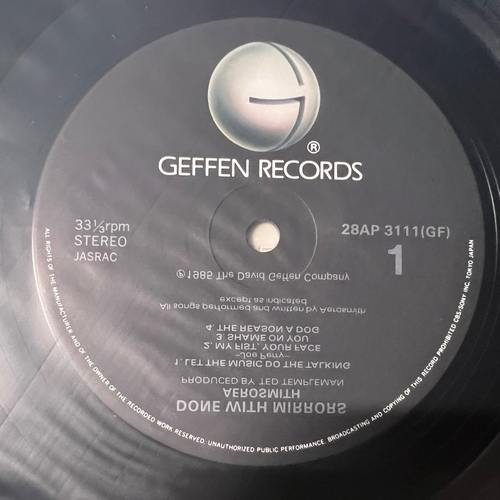 GEFFEN RECORDS®
33⅓rpm
STEREO
JASRAC
28AP 3111(GF)
1
℗1985 The David Geffen Company
except as indicated
All songs performed and written by Aerosmith
4. THE REASON A DOG
3. SHAME ON YOU
2. MY FIST, YOUR FACE
—Joe Perry—
1. LET THE MUSIC DO THE TALKING
PRODUCED BY TED TEMPLEMAN
AEROSMITH
DONE WITH MIRRORS
ALL RIGHTS OF THE MANUFACTURER AND OF THE OWNER OF THE RECORDED WORK RESERVED. UNAUTHORIZED PUBLIC PERFORMANCE, BROADCASTING AND COPYING OF THIS RECORD PROHIBITED CBS-SONY INC. TOKYO JAPAN